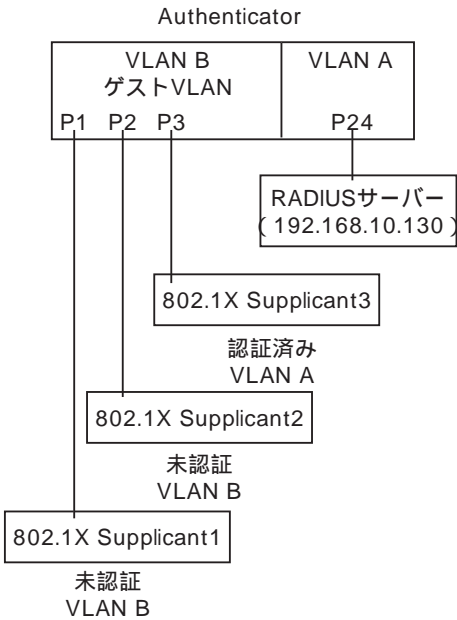 Authenticator
VLAN B
ゲストVLAN
VLAN A
P1 P2 P3
P24
RADIUSサーバー
(192.168.10.130)
802.1X Supplicant3
認証済み
VLAN A
802.1X Supplicant2
未認証
VLAN B
802.1X Supplicant1
未認証
VLAN B